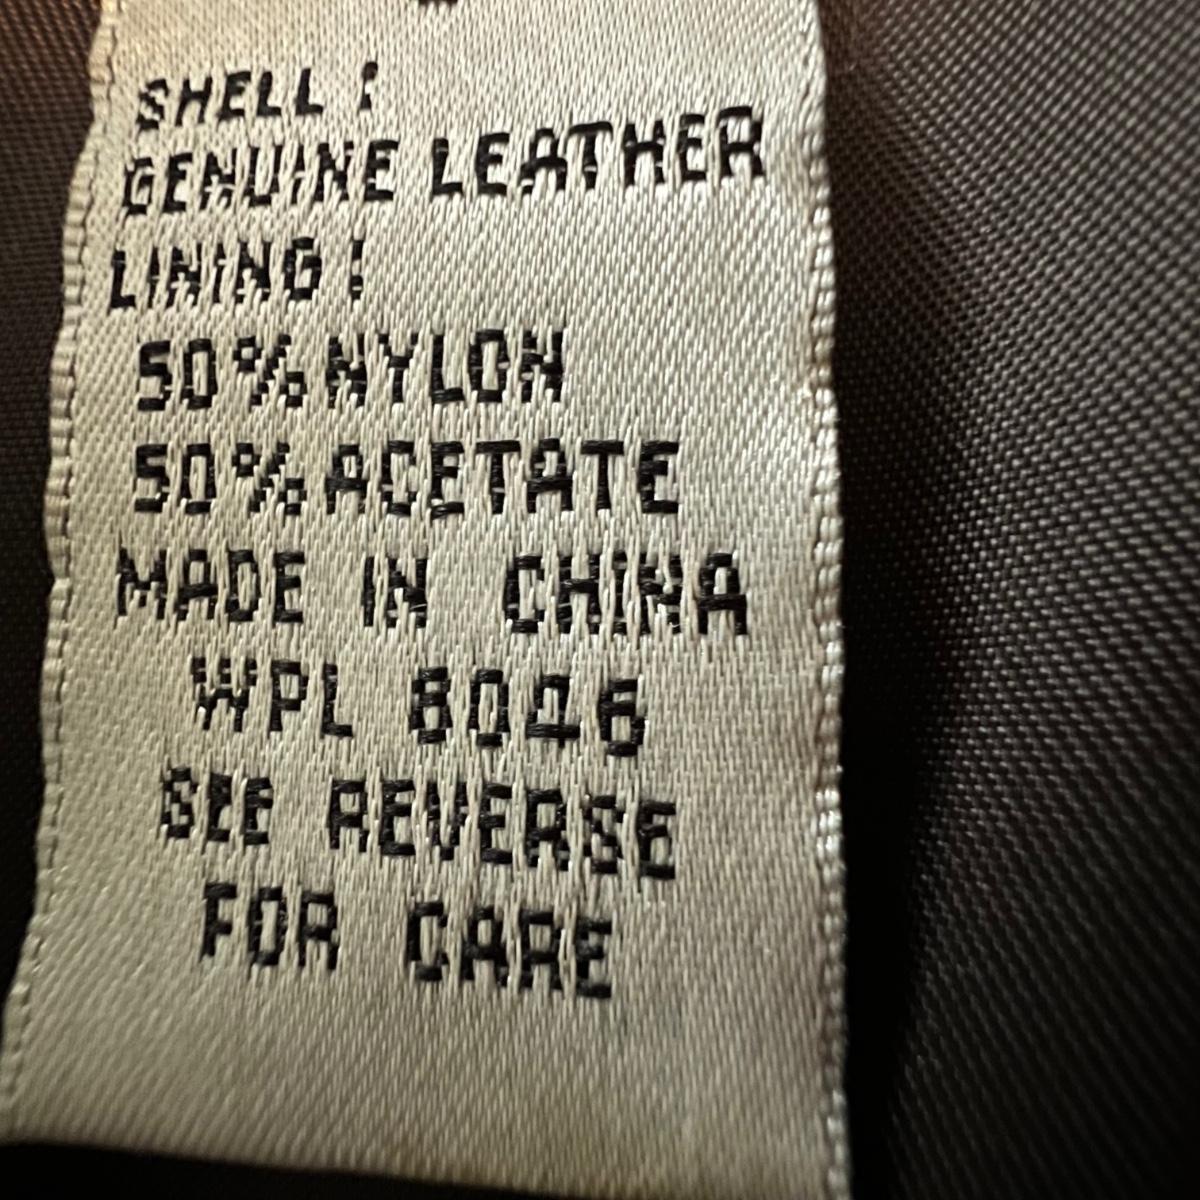 SHELL :
GENUINE LEATHER
LINING :
50% NYLON
50% ACETATE
MADE IN CHINA
WPL 8046
SEE REVERSE
FOR CARE